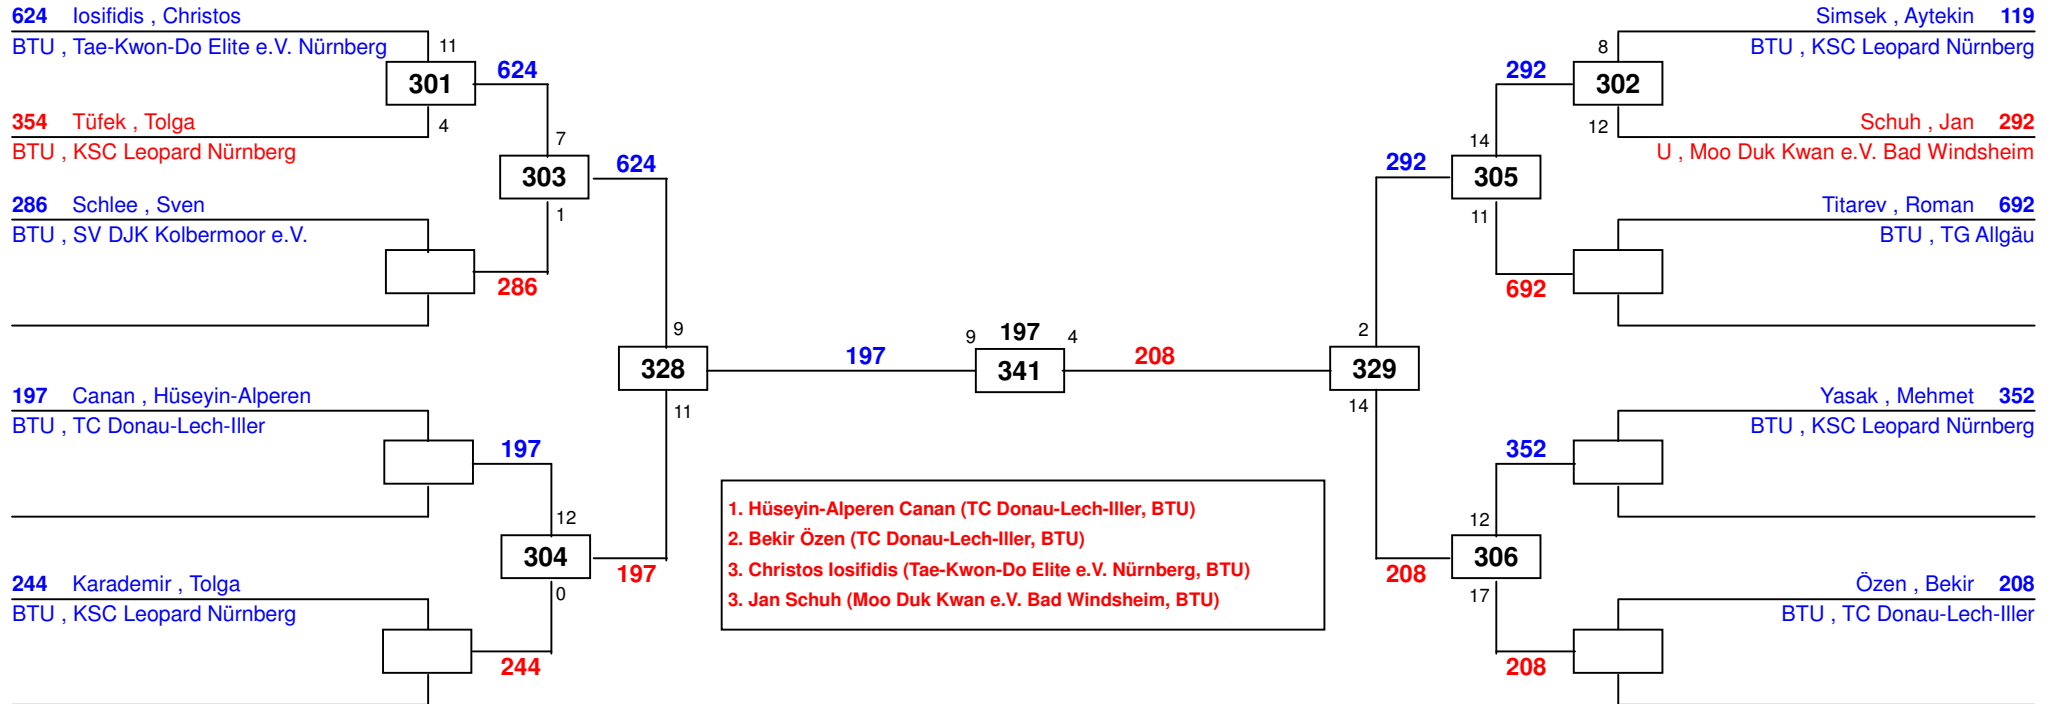 624 Iosifidis , Christos
BTU , Tae-Kwon-Do Elite e.V. Nürnberg
11
301
624
4
354 Tüfek , Tolga
BTU , KSC Leopard Nürnberg
7
303
624
1
286 Schlee , Sven
BTU , SV DJK Kolbermoor e.V.
286
9
328
197
11
197 Canan , Hüseyin-Alperen
BTU , TC Donau-Lech-Iller
197
12
304
197
0
244 Karademir , Tolga
BTU , KSC Leopard Nürnberg
244
9 197 4
341
208
Simsek , Aytekin 119
BTU , KSC Leopard Nürnberg
8
292
302
12
Schuh , Jan 292
U , Moo Duk Kwan e.V. Bad Windsheim
14
292
305
11
Titarev , Roman 692
BTU , TG Allgäu
692
2
329
14
Yasak , Mehmet 352
BTU , KSC Leopard Nürnberg
352
12
306
208
17
Özen , Bekir 208
BTU , TC Donau-Lech-Iller
208
1. Hüseyin-Alperen Canan (TC Donau-Lech-Iller, BTU)
2. Bekir Özen (TC Donau-Lech-Iller, BTU)
3. Christos Iosifidis (Tae-Kwon-Do Elite e.V. Nürnberg, BTU)
3. Jan Schuh (Moo Duk Kwan e.V. Bad Windsheim, BTU)